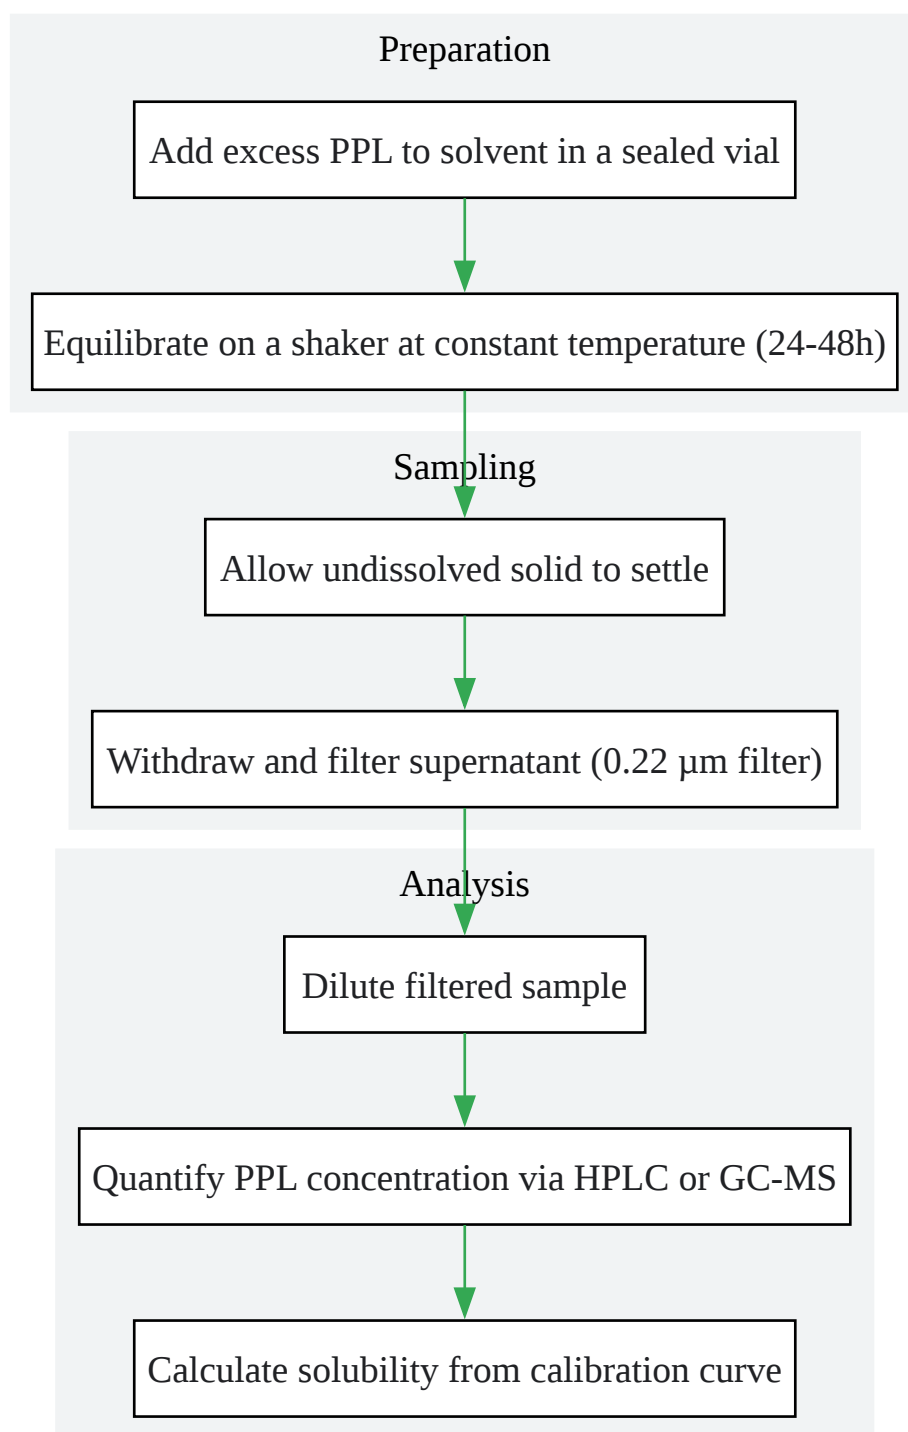 Preparation
Add excess PPL to solvent in a sealed vial
Equilibrate on a shaker at constant temperature (24-48h)
Sampling
Allow undissolved solid to settle
Withdraw and filter supernatant (0.22 µm filter)
Analysis
Dilute filtered sample
Quantify PPL concentration via HPLC or GC-MS
Calculate solubility from calibration curve